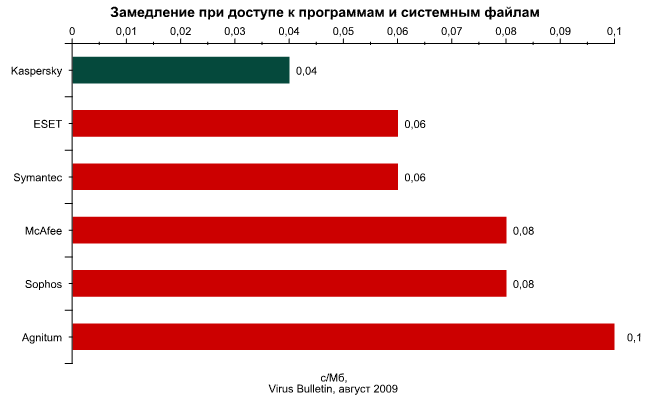 Замедление при доступе к программам и системным файлам
0 0,01 0,02 0,03 0,04 0,05 0,06 0,07 0,08 0,09 0,1
Kaspersky 0,04
ESET 0,06
Symantec 0,06
McAfee 0,08
Sophos 0,08
Agnitum 0,1
с/Мб,
Virus Bulletin, август 2009